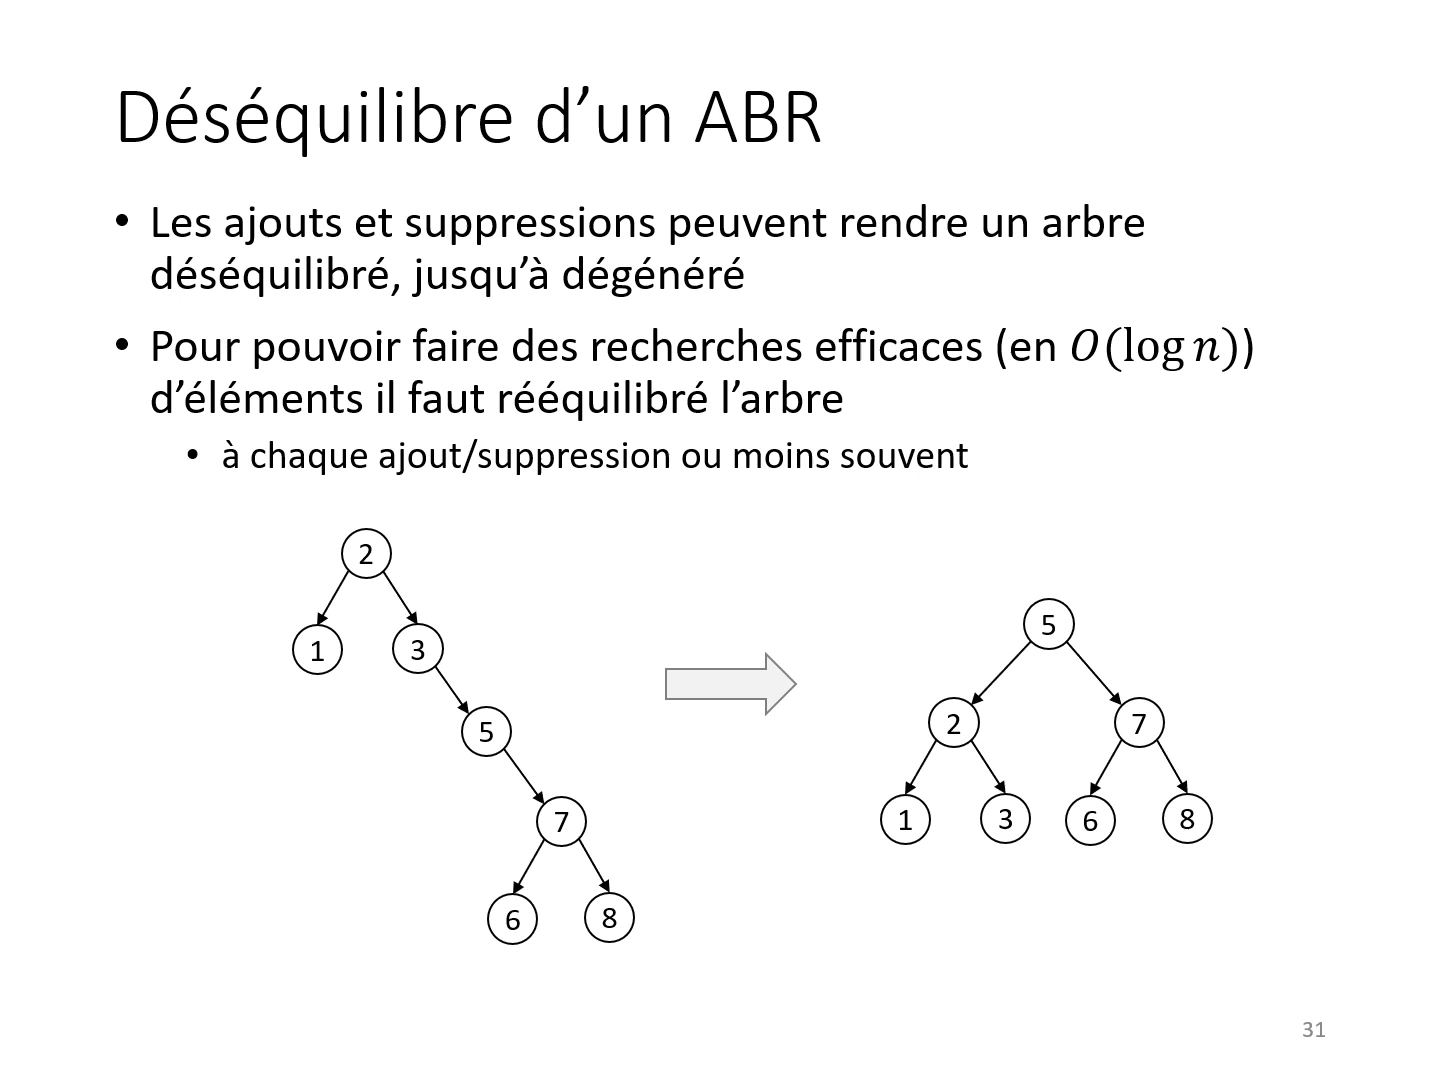 Déséquilibre d’un ABR
• Les ajouts et suppressions peuvent rendre un arbre
déséquilibré, jusqu’à dégénéré
• Pour pouvoir faire des recherches efficaces (en O(log n))
d’éléments il faut rééquilibré l’arbre
• à chaque ajout/suppression ou moins souvent
2
1 3
5
7
6 8
5
2 7
1 3 6 8
31